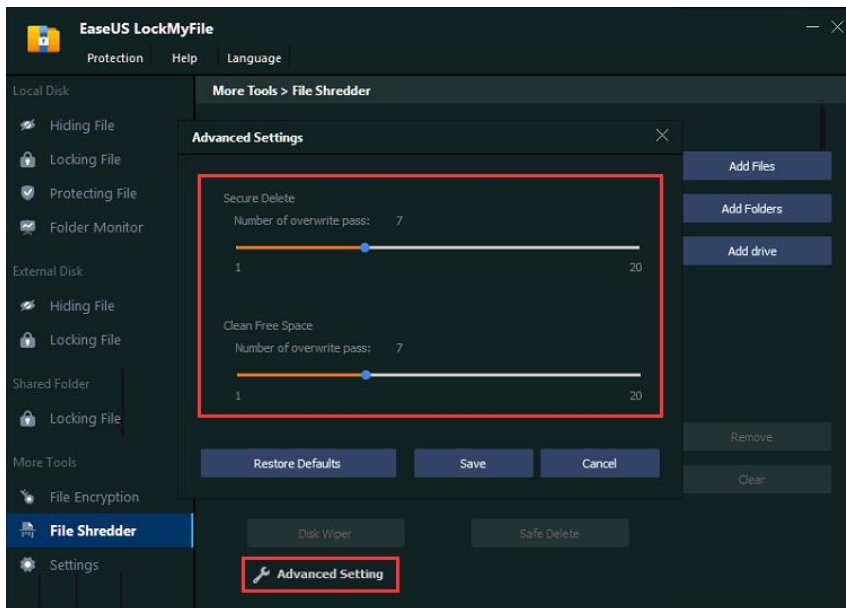 EaseUS LockMyFile
Protection Help Language
Local Disk
Hiding File
Locking File
Protecting File
Folder Monitor
External Disk
Hiding File
Locking File
Shared Folder
Locking File
More Tools
File Encryption
File Shredder
Settings
More Tools > File Shredder
Advanced Settings
Secure Delete
Number of overwrite pass: 7
1 20
Clean Free Space
Number of overwrite pass: 7
1 20
Restore Defaults Save Cancel
Add Files
Add Folders
Add drive
Remove
Clear
Disk Wiper Safe Delete
Advanced Setting